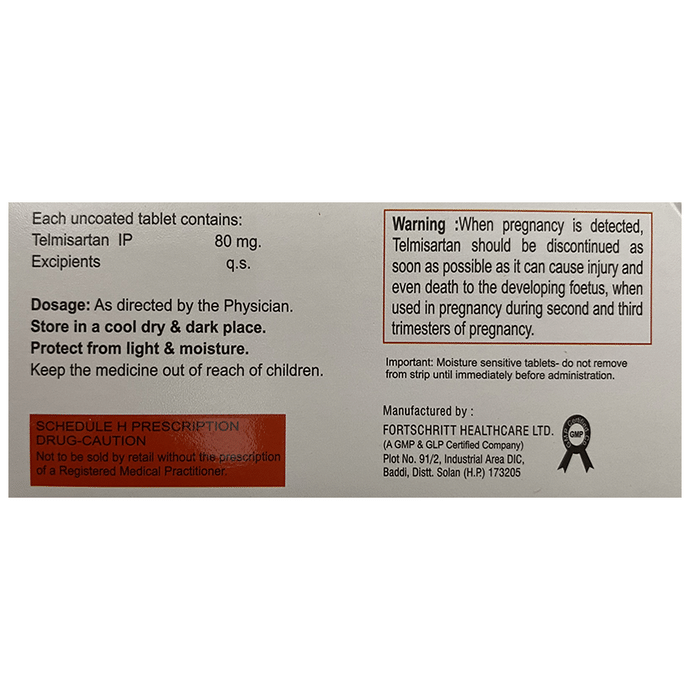 Each uncoated tablet contains:
Telmisartan IP 80 mg.
Excipients q.s.
Dosage: As directed by the Physician.
Store in a cool dry & dark place.
Protect from light & moisture.
Keep the medicine out of reach of children.
SCHEDULE H PRESCRIPTION
DRUG-CAUTION
Not to be sold by retail without the prescription
of a Registered Medical Practitioner.
Warning :When pregnancy is detected,
Telmisartan should be discontinued as
soon as possible as it can cause injury and
even death to the developing foetus, when
used in pregnancy during second and third
trimesters of pregnancy.
Important: Moisture sensitive tablets- do not remove
from strip until immediately before administration.
Manufactured by :
FORTSCHRITT HEALTHCARE LTD.
(A GMP & GLP Certified Company)
Plot No. 91/2, Industrial Area DIC,
Baddi, Distt. Solan (H.P.) 173205
GMP